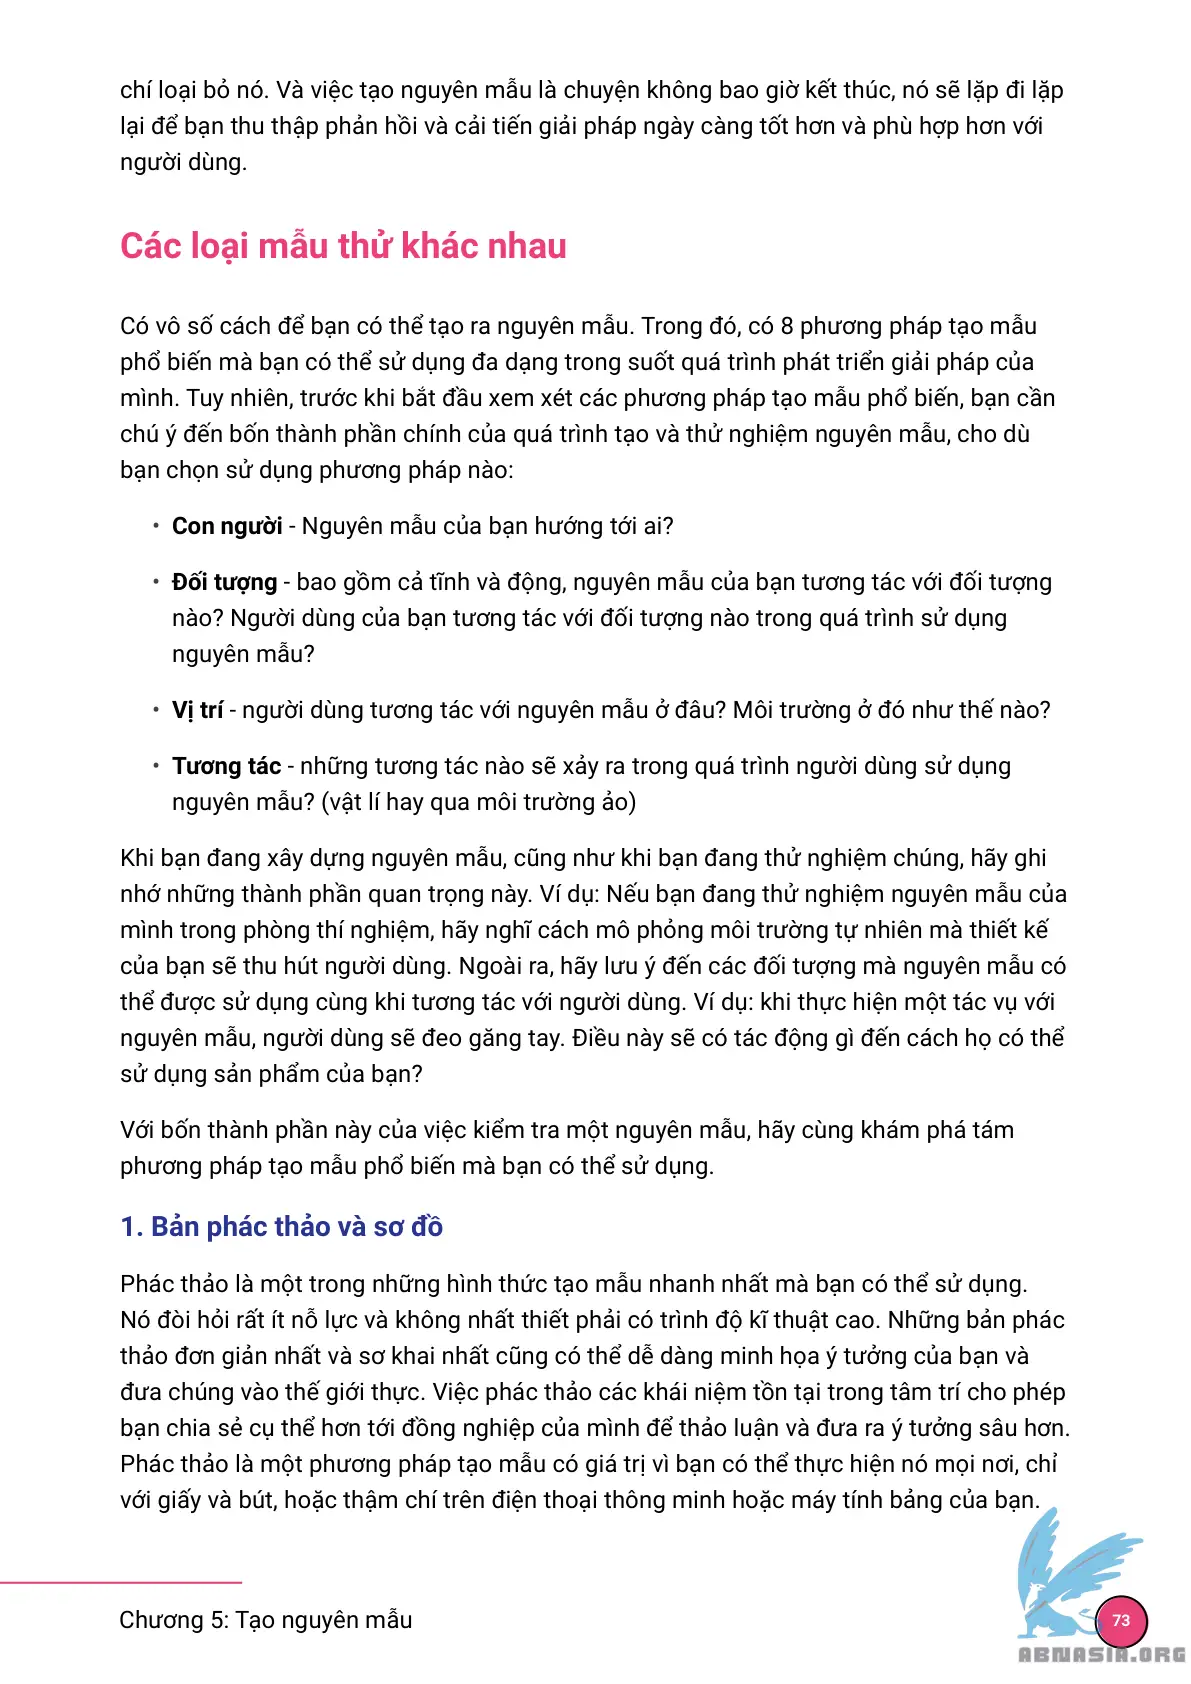 chí loại bỏ nó. Và việc tạo nguyên mẫu là chuyện không bao giờ kết thúc, nó sẽ lặp đi lặp
lại để bạn thu thập phản hồi và cải tiến giải pháp ngày càng tốt hơn và phù hợp hơn với
người dùng.
Các loại mẫu thử khác nhau
Có vô số cách để bạn có thể tạo ra nguyên mẫu. Trong đó, có 8 phương pháp tạo mẫu
phổ biến mà bạn có thể sử dụng đa dạng trong suốt quá trình phát triển giải pháp của
mình. Tuy nhiên, trước khi bắt đầu xem xét các phương pháp tạo mẫu phổ biến, bạn cần
chú ý đến bốn thành phần chính của quá trình tạo và thử nghiệm nguyên mẫu, cho dù
bạn chọn sử dụng phương pháp nào:
• Con người - Nguyên mẫu của bạn hướng tới ai?
• Đối tượng - bao gồm cả tĩnh và động, nguyên mẫu của bạn tương tác với đối tượng
nào? Người dùng của bạn tương tác với đối tượng nào trong quá trình sử dụng
nguyên mẫu?
• Vị trí - người dùng tương tác với nguyên mẫu ở đâu? Môi trường ở đó như thế nào?
• Tương tác - những tương tác nào sẽ xảy ra trong quá trình người dùng sử dụng
nguyên mẫu? (vật lí hay qua môi trường ảo)
Khi bạn đang xây dựng nguyên mẫu, cũng như khi bạn đang thử nghiệm chúng, hãy ghi
nhớ những thành phần quan trọng này. Ví dụ: Nếu bạn đang thử nghiệm nguyên mẫu của
mình trong phòng thí nghiệm, hãy nghĩ cách mô phỏng môi trường tự nhiên mà thiết kế
của bạn sẽ thu hút người dùng. Ngoài ra, hãy lưu ý đến các đối tượng mà nguyên mẫu có
thể được sử dụng cùng khi tương tác với người dùng. Ví dụ: khi thực hiện một tác vụ với
nguyên mẫu, người dùng sẽ đeo găng tay. Điều này sẽ có tác động gì đến cách họ có thể
sử dụng sản phẩm của bạn?
Với bốn thành phần này của việc kiểm tra một nguyên mẫu, hãy cùng khám phá tám
phương pháp tạo mẫu phổ biến mà bạn có thể sử dụng.
1. Bản phác thảo và sơ đồ
Phác thảo là một trong những hình thức tạo mẫu nhanh nhất mà bạn có thể sử dụng.
Nó đòi hỏi rất ít nỗ lực và không nhất thiết phải có trình độ kĩ thuật cao. Những bản phác
thảo đơn giản nhất và sơ khai nhất cũng có thể dễ dàng minh họa ý tưởng của bạn và
đưa chúng vào thế giới thực. Việc phác thảo các khái niệm tồn tại trong tâm trí cho phép
bạn chia sẻ cụ thể hơn tới đồng nghiệp của mình để thảo luận và đưa ra ý tưởng sâu hơn.
Phác thảo là một phương pháp tạo mẫu có giá trị vì bạn có thể thực hiện nó mọi nơi, chỉ
với giấy và bút, hoặc thậm chí trên điện thoại thông minh hoặc máy tính bảng của bạn.
Chương 5: Tạo nguyên mẫu
73
ABNASIA.ORG